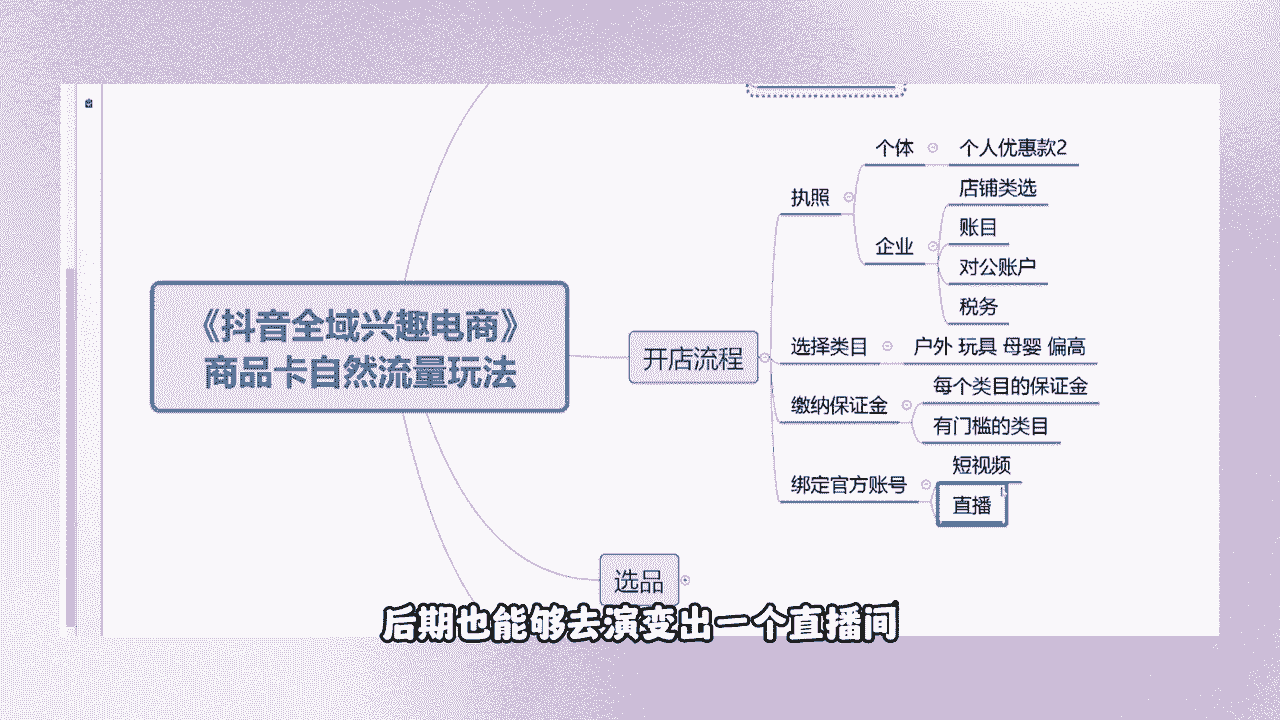 个体
个人优惠款2
执照
店铺类选
企业
账目
对公账户
税务
《抖音全域兴趣电商》
商品卡自然流量玩法
开店流程
选择类目
户外 玩具 母婴 偏高
缴纳保证金
每个类目的保证金
有门槛的类目
绑定官方账号
短视频
直播
选品
后期也能够去演变出一个直播间